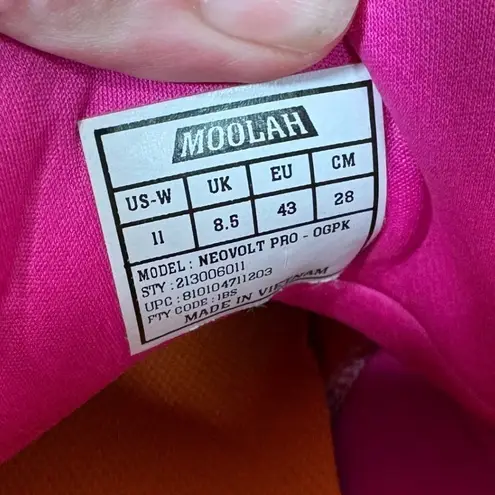 MOOLAH
US-W UK EU CM
11 8.5 43 28
MODEL : NEOVOLT PRO - OGPK
STY : 213006011
UPC : 810104711203
FTY CODE : 1BS
MADE IN VIETNAM